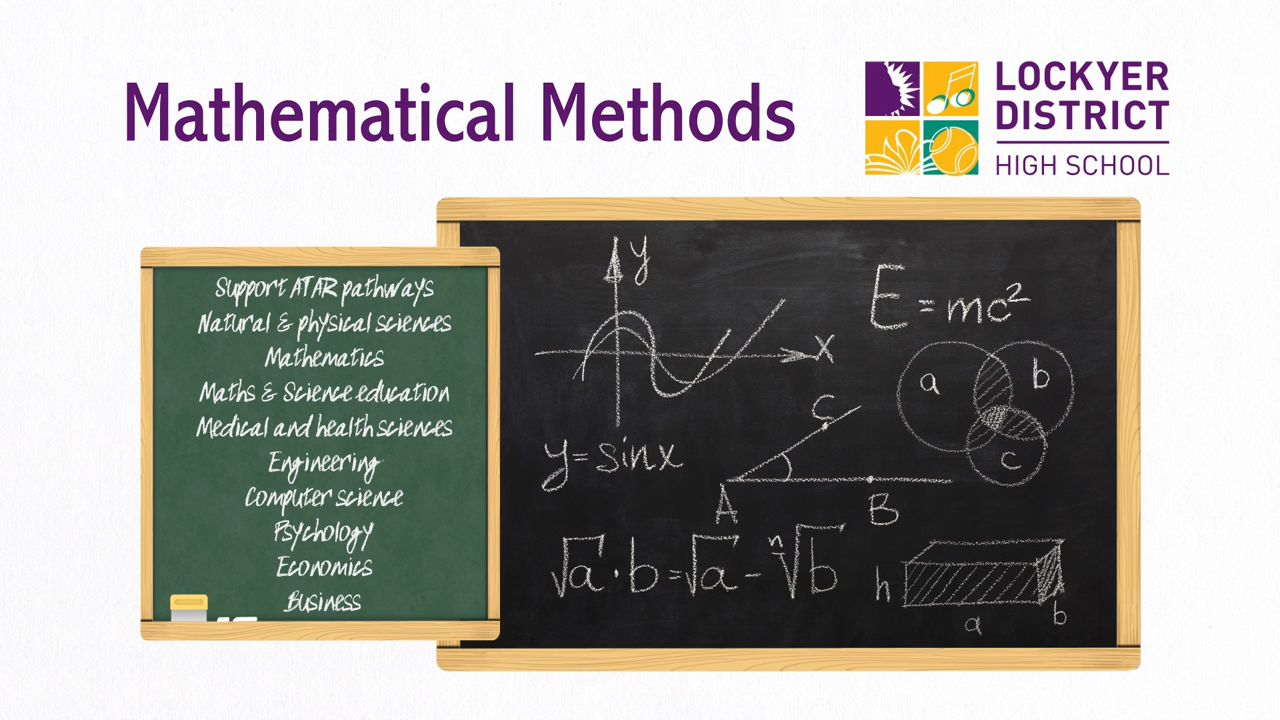 Mathematical Methods
LOCKYER
DISTRICT
HIGH SCHOOL
Support ATAR pathways
Natural & physical sciences
Mathematics
Maths & Science education
Medical and health sciences
Engineering
Computer science
Psychology
Economics
Business
y
x
y=sinx
E=mc²
a b
c
C
A B
√a·b=√a-ⁿ√b
h
a b